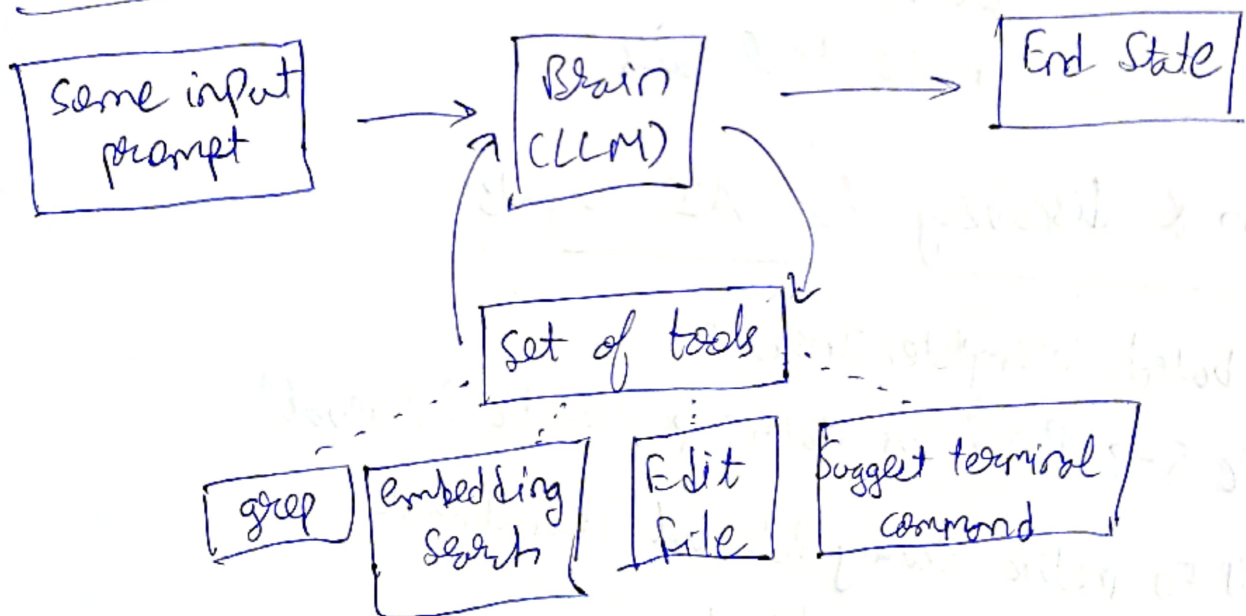 Some input
prompt
Brain
(LLM)
End State
Set of tools
grep
embedding
search
Edit
file
Suggest terminal
command